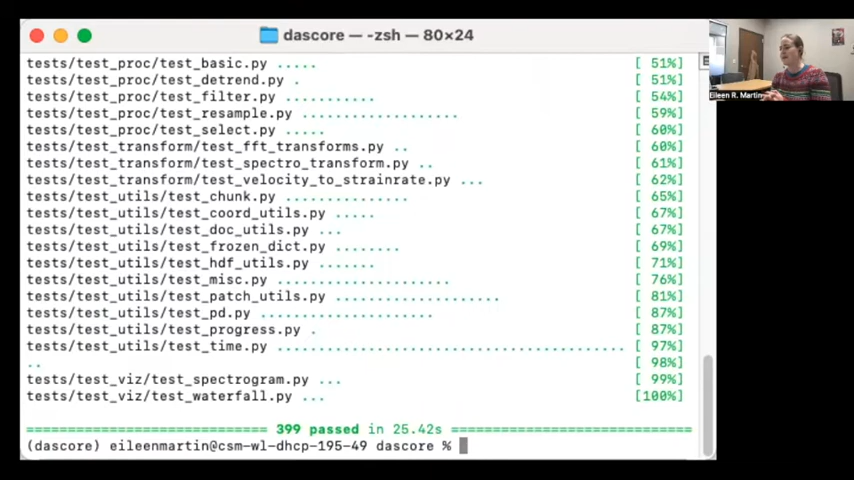 dascore — -zsh — 80×24
tests/test_proc/test_basic.py ..... [ 51%]
tests/test_proc/test_detrend.py . [ 51%]
tests/test_proc/test_filter.py ........... [ 54%]
tests/test_proc/test_resample.py ................... [ 59%]
tests/test_proc/test_select.py ..... [ 60%]
tests/test_transform/test_fft_transforms.py .. [ 60%]
tests/test_transform/test_spectro_transform.py .. [ 61%]
tests/test_transform/test_velocity_to_strainrate.py ... [ 62%]
tests/test_utils/test_chunk.py ............ [ 65%]
tests/test_utils/test_coord_utils.py ..... [ 67%]
tests/test_utils/test_doc_utils.py .. [ 67%]
tests/test_utils/test_frozen_dict.py ........ [ 69%]
tests/test_utils/test_hdf_utils.py ....... [ 71%]
tests/test_utils/test_misc.py ..................... [ 76%]
tests/test_utils/test_patch_utils.py .................... [ 81%]
tests/test_utils/test_pd.py ...................... [ 87%]
tests/test_utils/test_progress.py . [ 87%]
tests/test_utils/test_time.py .......................................... [ 97%]
.. [ 98%]
tests/test_viz/test_spectrogram.py ... [ 99%]
tests/test_viz/test_waterfall.py ... [100%]
============================= 399 passed in 25.42s =============================
(dascore) eileenmartin@csm-wl-dhcp-195-49 dascore %
Eileen R. Martin